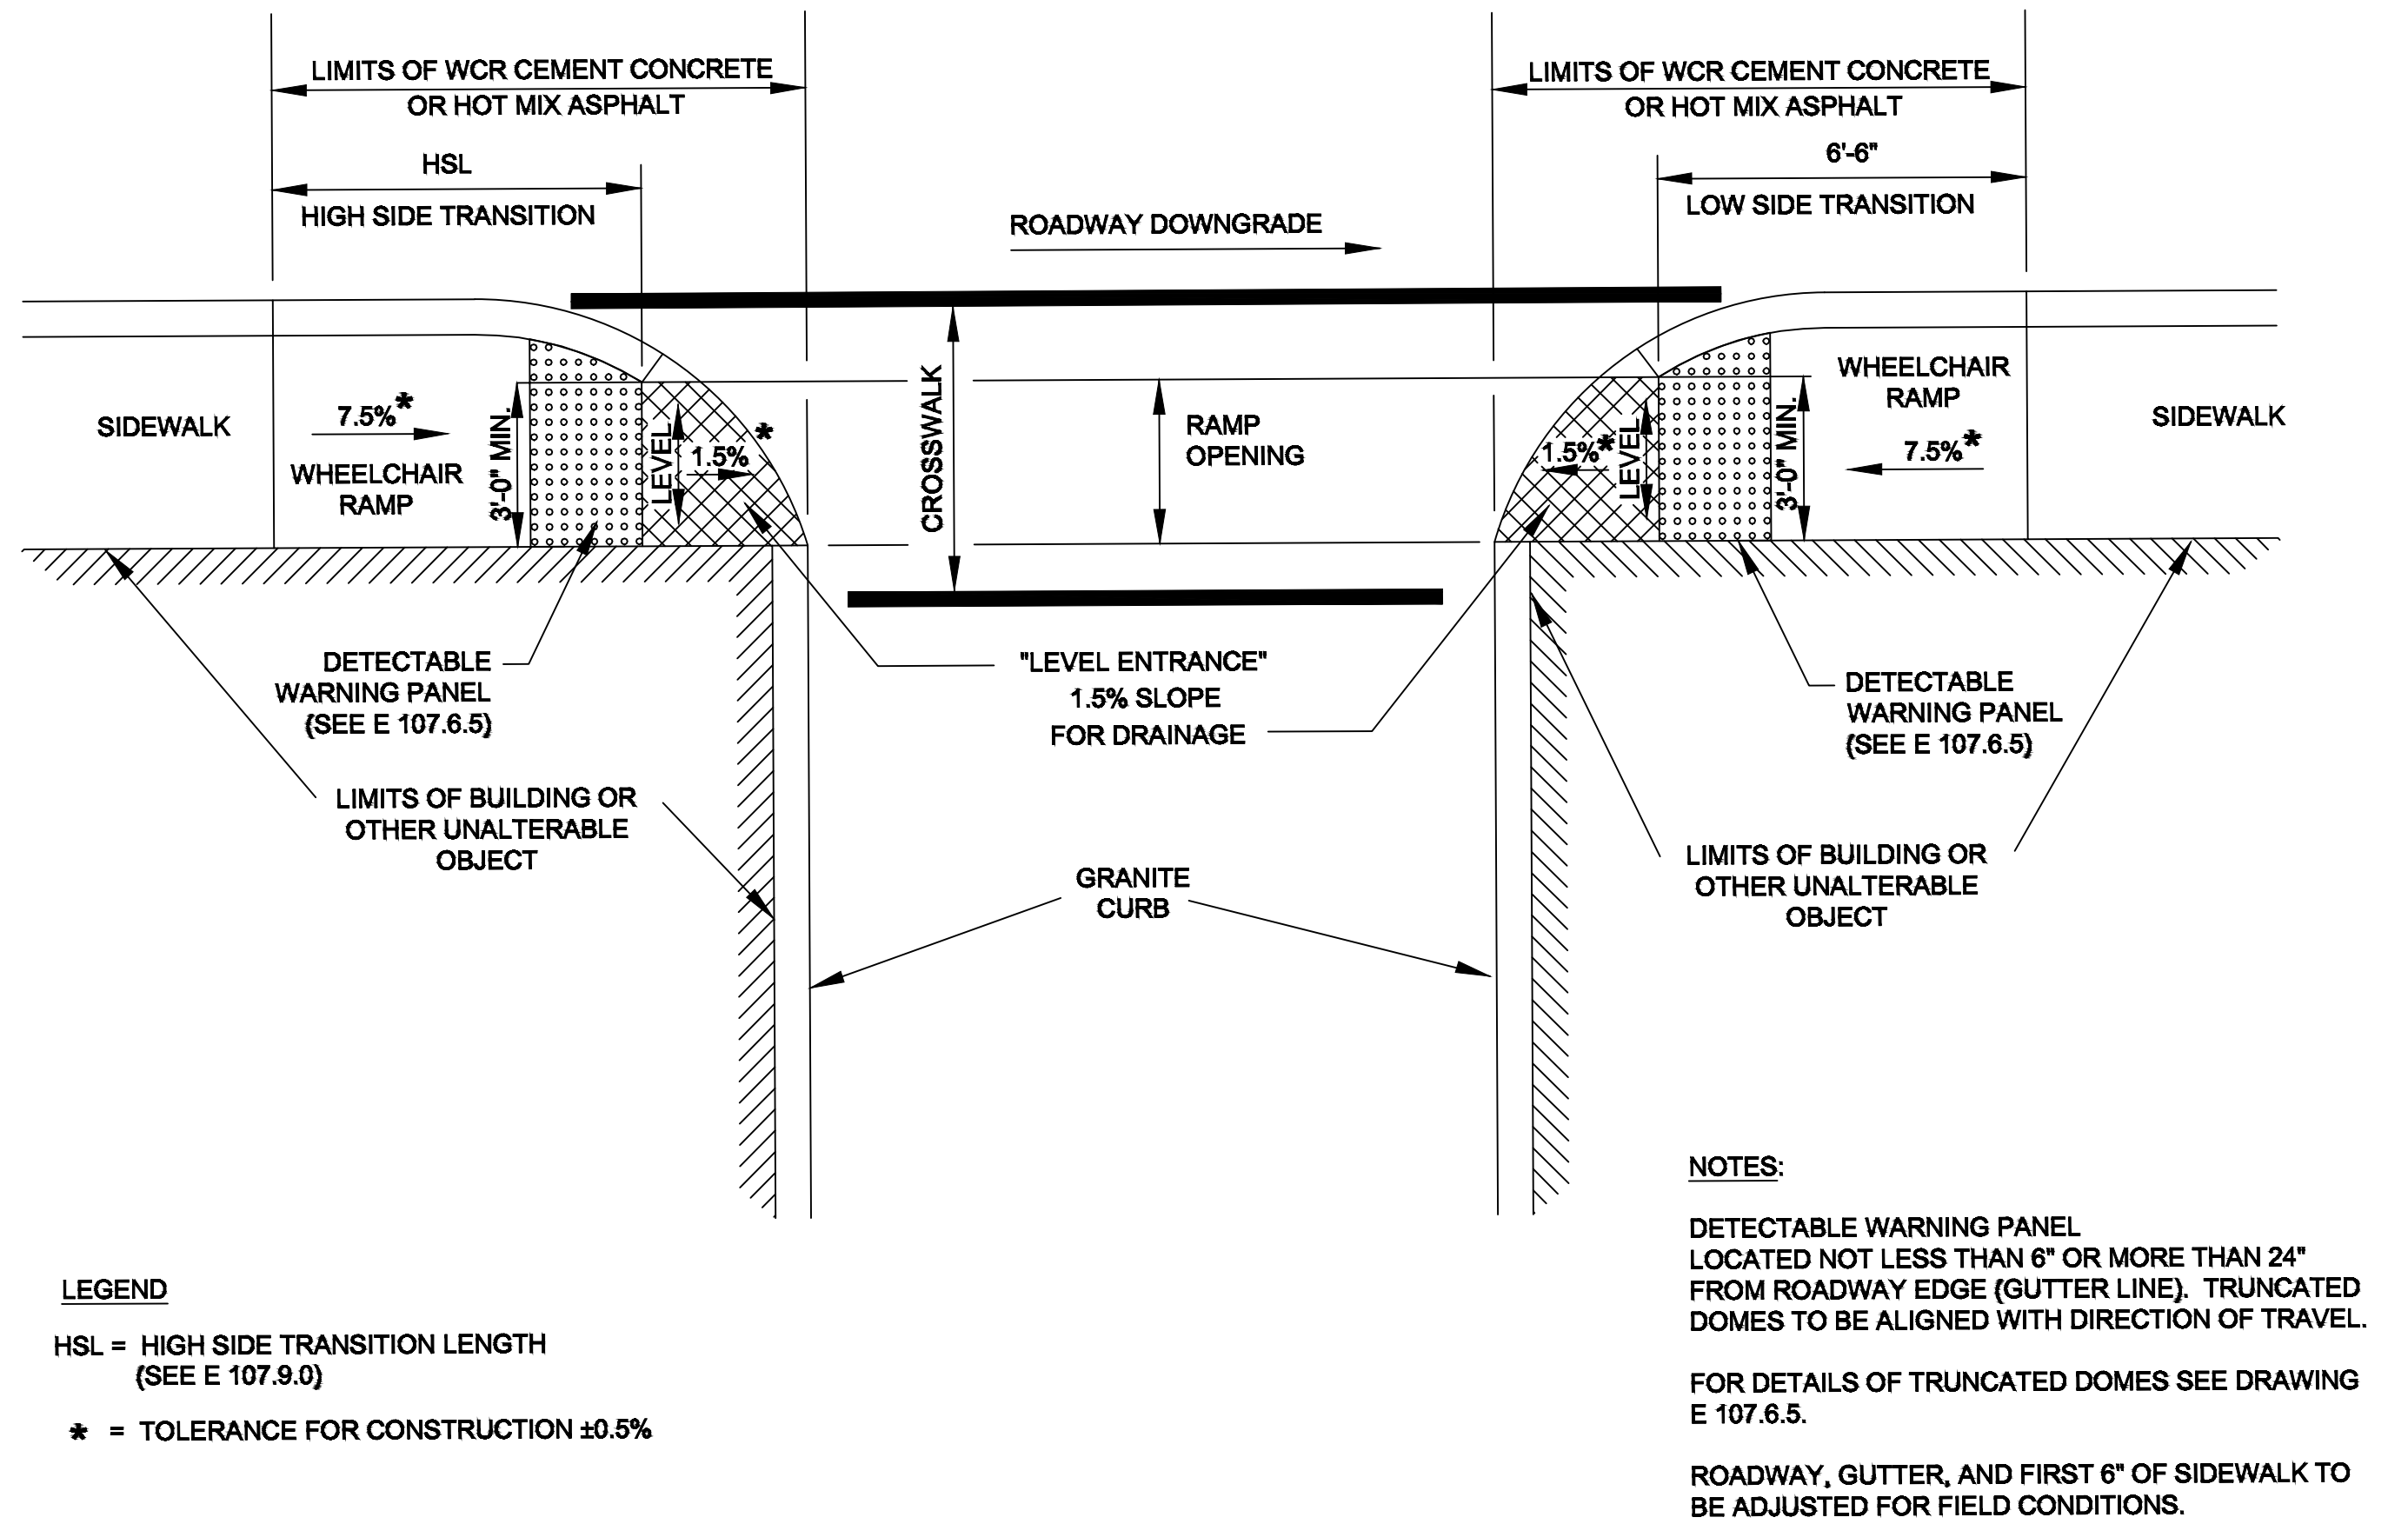 LIMITS OF WCR CEMENT CONCRETE
OR HOT MIX ASPHALT
HSL
HIGH SIDE TRANSITION
LIMITS OF WCR CEMENT CONCRETE
OR HOT MIX ASPHALT
6'-6"
LOW SIDE TRANSITION
ROADWAY DOWNGRADE
SIDEWALK
7.5%*
WHEELCHAIR
RAMP
3'-0" MIN.
LEVEL
1.5%*
CROSSWALK
RAMP
OPENING
1.5%*
LEVEL
3'-0" MIN.
WHEELCHAIR
RAMP
7.5%*
SIDEWALK
DETECTABLE
WARNING PANEL
(SEE E 107.6.5)
"LEVEL ENTRANCE"
1.5% SLOPE
FOR DRAINAGE
DETECTABLE
WARNING PANEL
(SEE E 107.6.5)
LIMITS OF BUILDING OR
OTHER UNALTERABLE
OBJECT
GRANITE
CURB
LIMITS OF BUILDING OR
OTHER UNALTERABLE
OBJECT
LEGEND
HSL = HIGH SIDE TRANSITION LENGTH
(SEE E 107.9.0)
* = TOLERANCE FOR CONSTRUCTION ±0.5%
NOTES:
DETECTABLE WARNING PANEL
LOCATED NOT LESS THAN 6" OR MORE THAN 24"
FROM ROADWAY EDGE (GUTTER LINE). TRUNCATED
DOMES TO BE ALIGNED WITH DIRECTION OF TRAVEL.
FOR DETAILS OF TRUNCATED DOMES SEE DRAWING
E 107.6.5.
ROADWAY, GUTTER, AND FIRST 6" OF SIDEWALK TO
BE ADJUSTED FOR FIELD CONDITIONS.